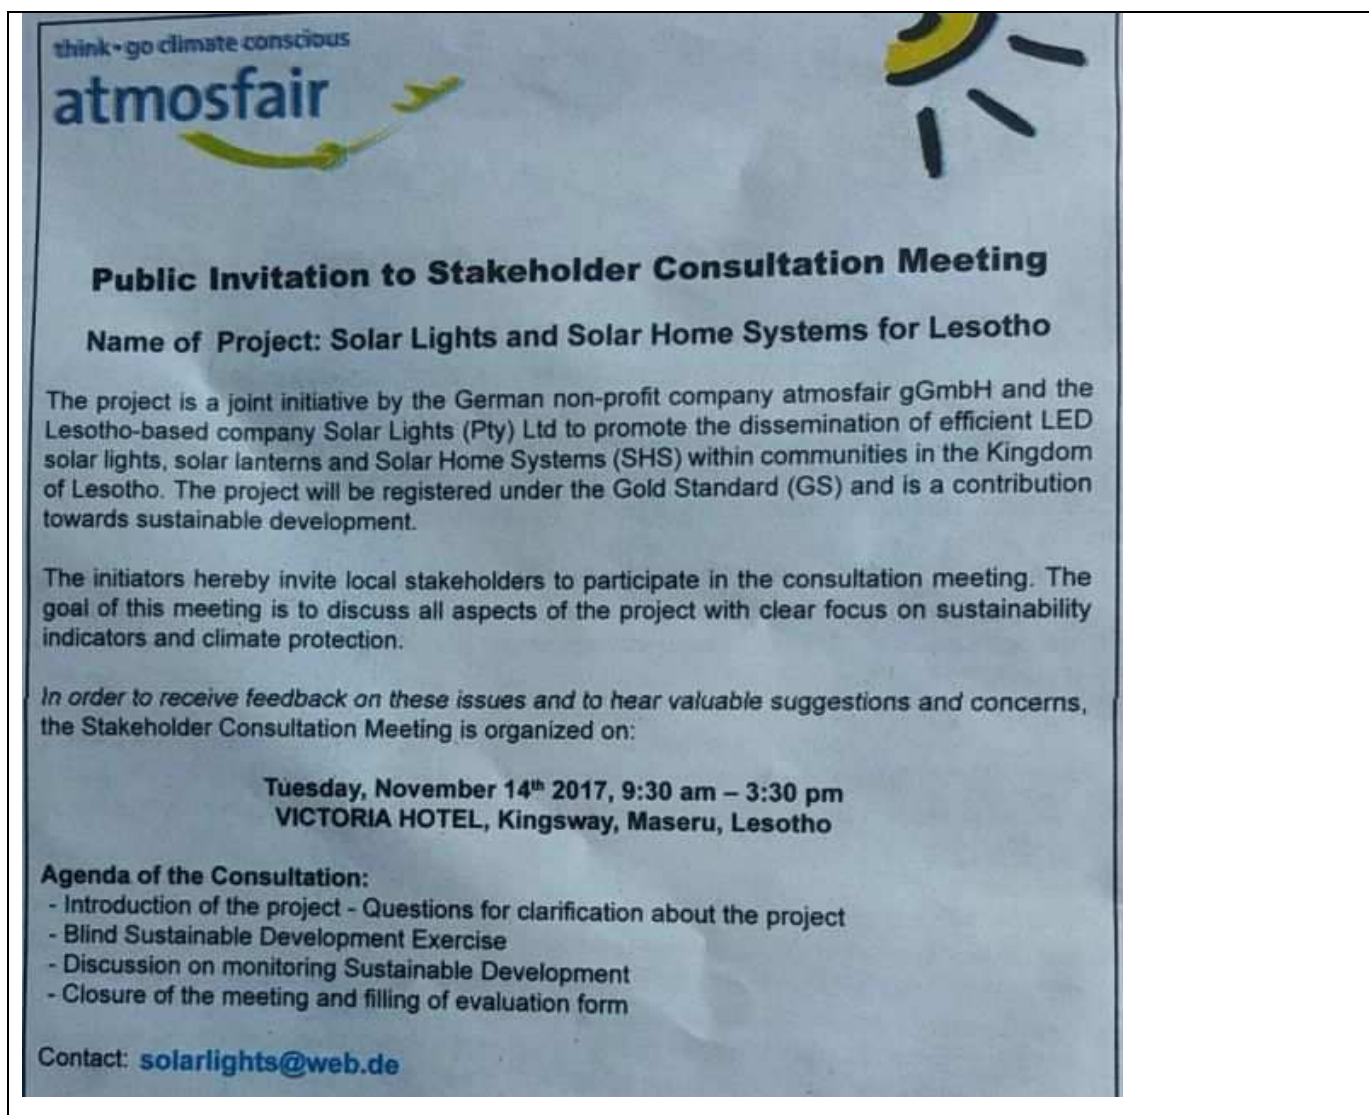 think • go climate conscious
atmosfair
Public Invitation to Stakeholder Consultation Meeting
Name of Project: Solar Lights and Solar Home Systems for Lesotho
The project is a joint initiative by the German non-profit company atmosfair gGmbH and the
Lesotho-based company Solar Lights (Pty) Ltd to promote the dissemination of efficient LED
solar lights, solar lanterns and Solar Home Systems (SHS) within communities in the Kingdom
of Lesotho. The project will be registered under the Gold Standard (GS) and is a contribution
towards sustainable development.
The initiators hereby invite local stakeholders to participate in the consultation meeting. The
goal of this meeting is to discuss all aspects of the project with clear focus on sustainability
indicators and climate protection.
In order to receive feedback on these issues and to hear valuable suggestions and concerns,
the Stakeholder Consultation Meeting is organized on:
Tuesday, November 14th 2017, 9:30 am – 3:30 pm
VICTORIA HOTEL, Kingsway, Maseru, Lesotho
Agenda of the Consultation:
- Introduction of the project - Questions for clarification about the project
- Blind Sustainable Development Exercise
- Discussion on monitoring Sustainable Development
- Closure of the meeting and filling of evaluation form
Contact: solarlights@web.de